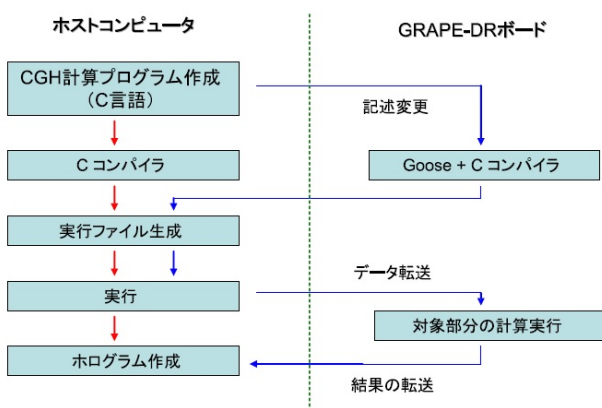 ホストコンピュータ
GRAPE-DRボード
CGH計算プログラム作成
（C言語）
記述変更
C コンパイラ
Goose + C コンパイラ
実行ファイル生成
データ転送
実行
対象部分の計算実行
ホログラム作成
結果の転送